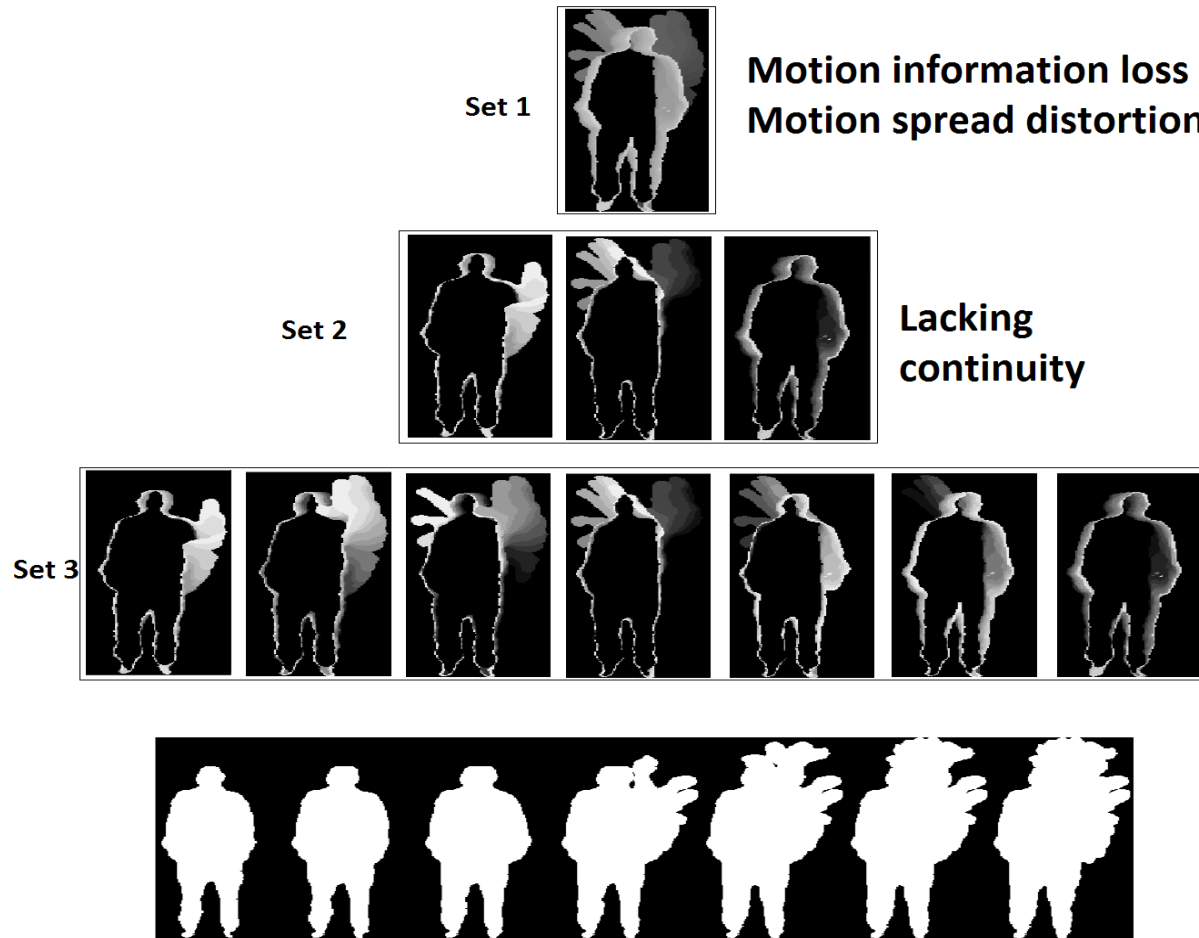 Set 1
Motion information loss
Motion spread distortion
Set 2
Lacking
continuity
Set 3